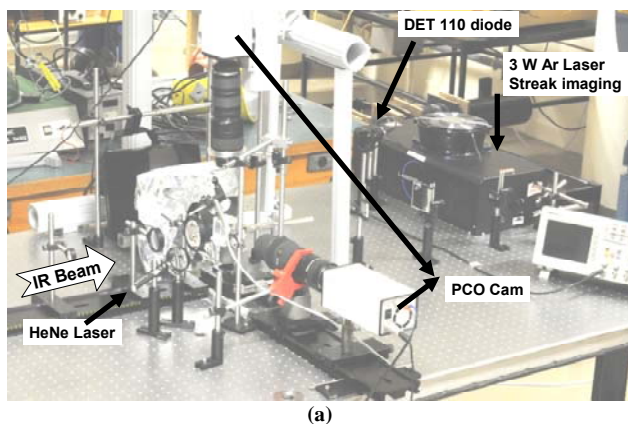 DET 110 diode
3 W Ar Laser
Streak imaging
IR Beam
HeNe Laser
PCO Cam
(a)